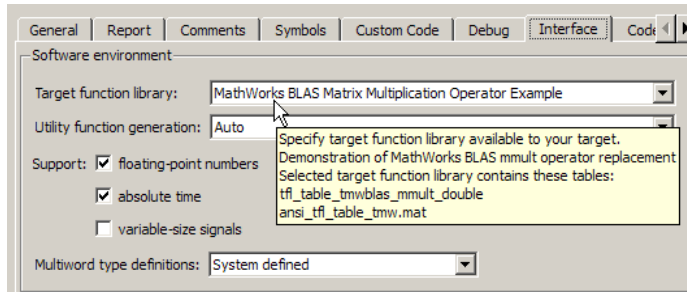 General Report Comments Symbols Custom Code Debug Interface Code
Software environment
Target function library: MathWorks BLAS Matrix Multiplication Operator Example
Utility function generation: Auto
Specify target function library available to your target.
Demonstration of MathWorks BLAS mmult operator replacement
Support: floating-point numbers
Selected target function library contains these tables:
tfl_table_tmwblas_mmult_double
absolute time
ansi_tfl_table_tmw.mat
variable-size signals
Multiword type definitions: System defined